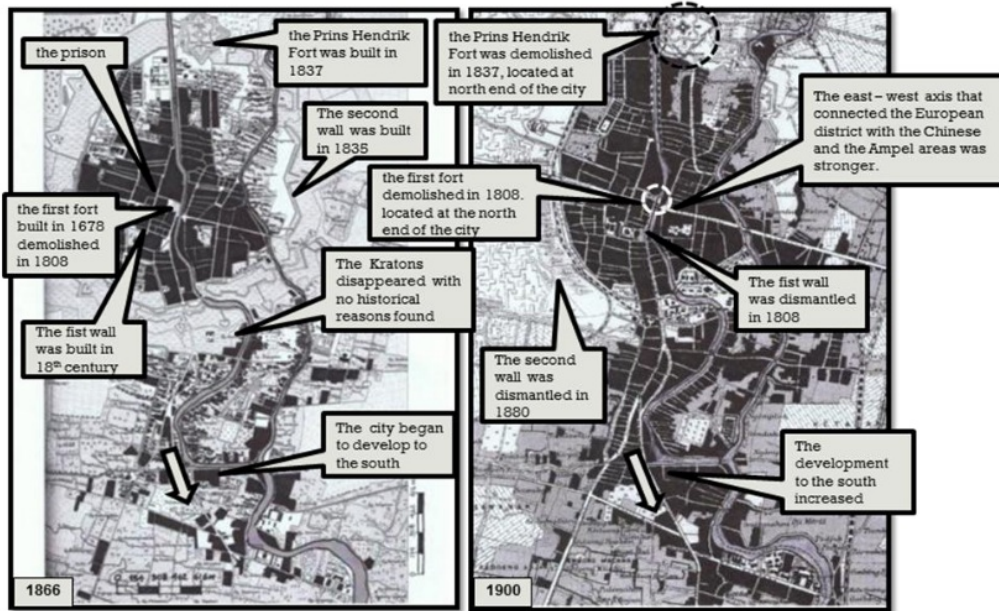 the prison
the Prins Hendrik
Fort was built in
1837
The second
wall was built
in 1835
the first fort
built in 1678
demolished
in 1808
The fist wall
was built in
18th century
The Kratons
disappeared with
no historical
reasons found
The city began
to develop to
the south
1866
the Prins Hendrik
Fort was demolished
in 1837, located at
north end of the city
The east – west axis that
connected the European
district with the Chinese
and the Ampel areas was
stronger.
the first fort
demolished in 1808.
located at the north
end of the city
The fist wall
was dismantled
in 1808
The second
wall was
dismantled in
1880
The
development
to the south
increased
1900